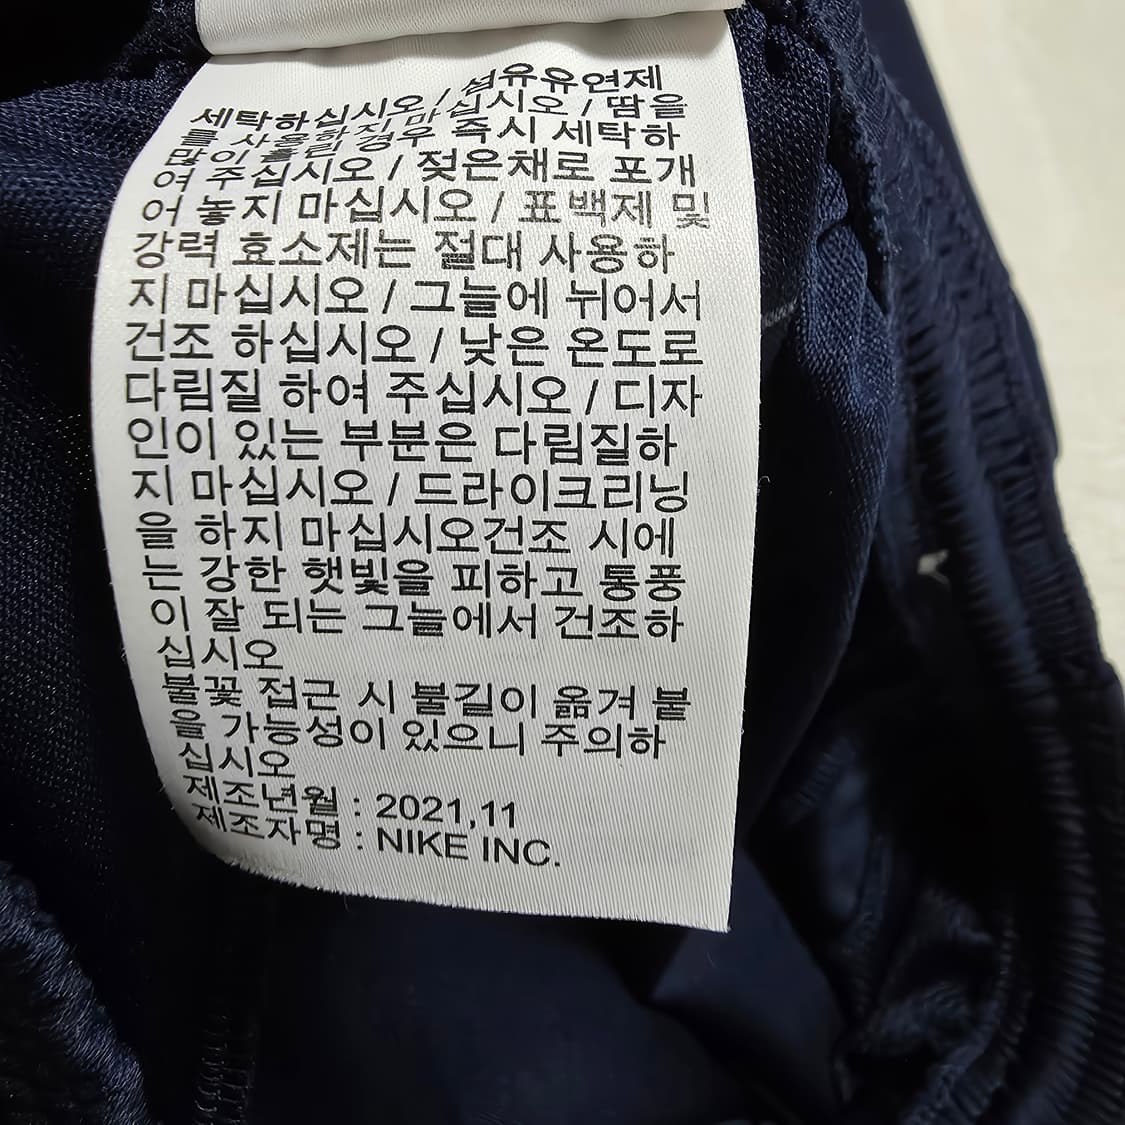 세탁하십시오 / 섬유유연제
를 사용하지 마십시오 / 땀을
많이 흘린 경우 즉시 세탁하
여 주십시오 / 젖은채로 포개
어 놓지 마십시오 / 표백제 및
강력 효소제는 절대 사용하
지 마십시오 / 그늘에 뉘어서
건조 하십시오 / 낮은 온도로
다림질 하여 주십시오 / 디자
인이 있는 부분은 다림질하
지 마십시오 / 드라이크리닝
을 하지 마십시오건조 시에
는 강한 햇빛을 피하고 통풍
이 잘 되는 그늘에서 건조하
십시오
불꽃 접근 시 불길이 옮겨 붙
을 가능성이 있으니 주의하
십시오
제조년월 : 2021,11
제조자명 : NIKE INC.